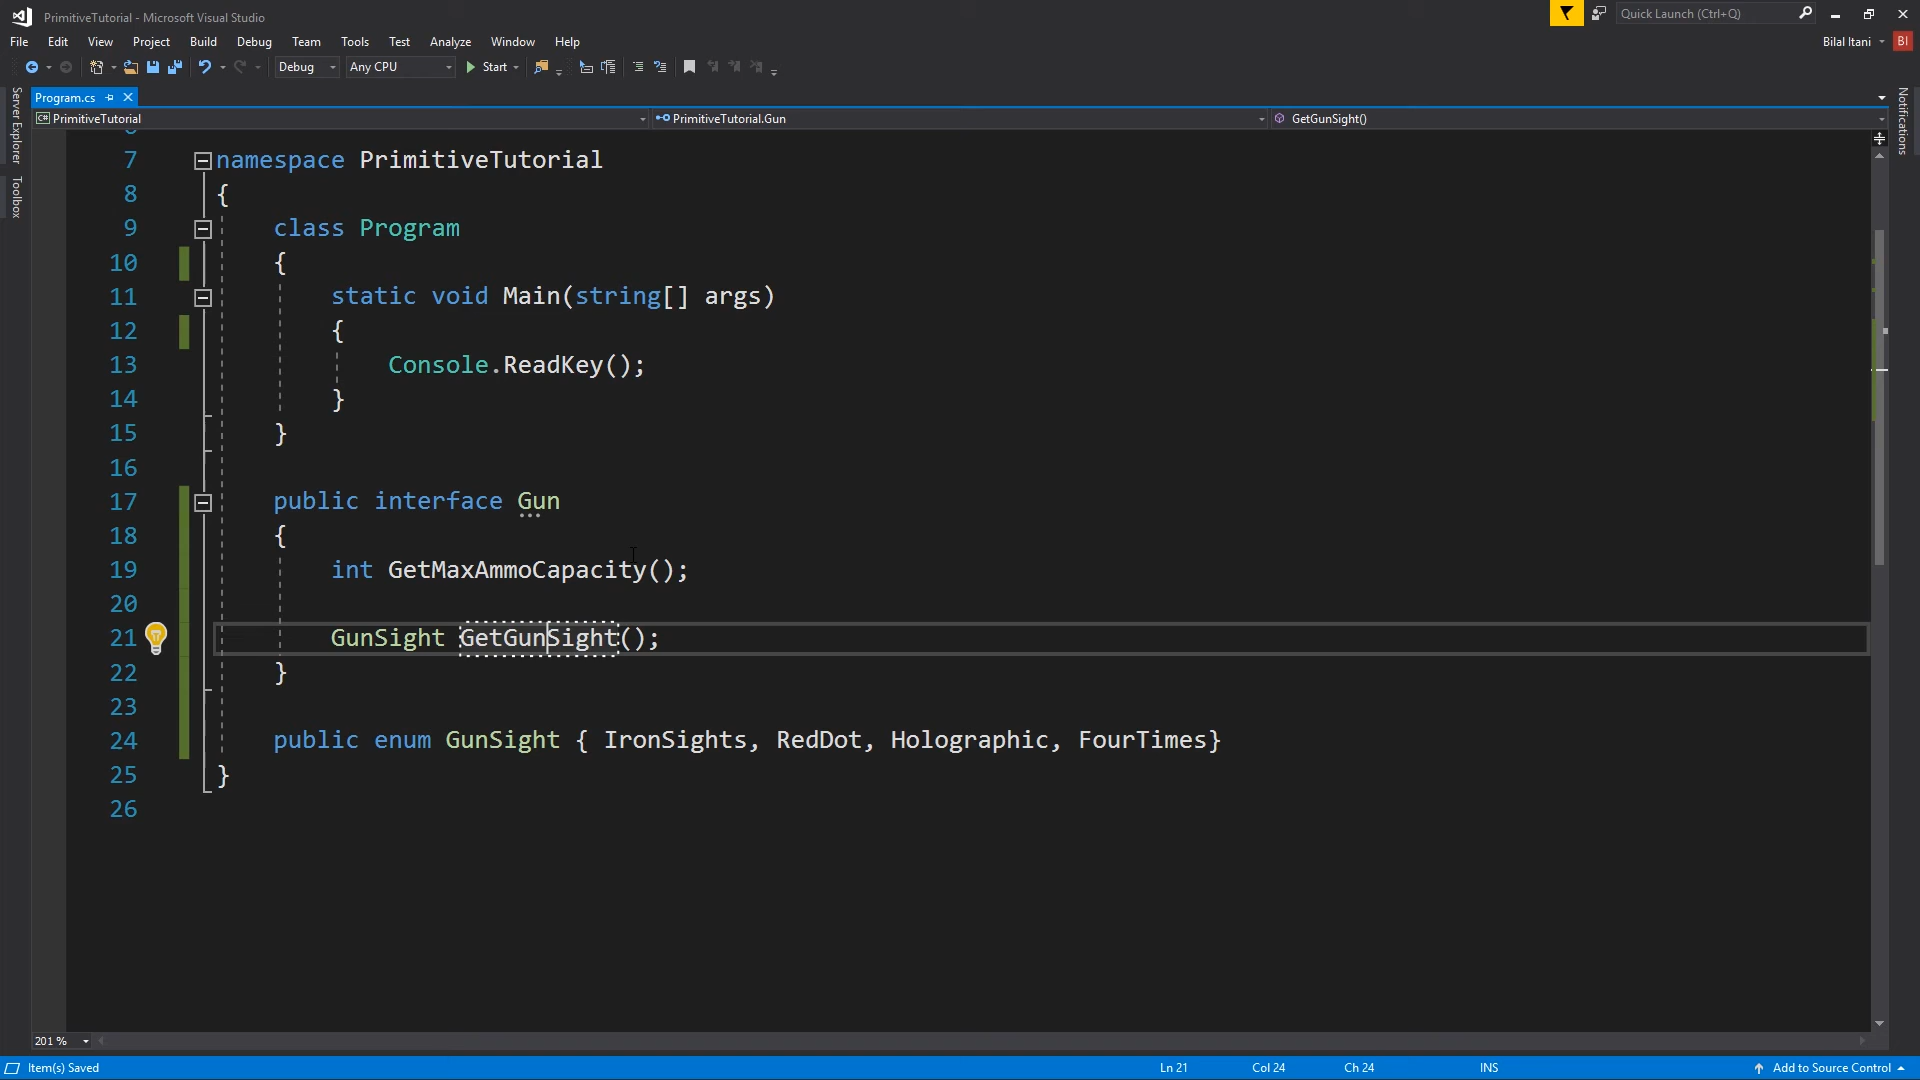 PrimitiveTutorial - Microsoft Visual Studio
Quick Launch (Ctrl+Q)
File Edit View Project Build Debug Team Tools Test Analyze Window Help
Bilal Itani BI
Debug Any CPU Start
Server Explorer
Toolbox
Notifications
Program.cs
C# PrimitiveTutorial PrimitiveTutorial.Gun GetGunSight()
7 namespace PrimitiveTutorial
8 {
9 class Program
10 {
11 static void Main(string[] args)
12 {
13 Console.ReadKey();
14 }
15 }
16
17 public interface Gun
18 {
19 int GetMaxAmmoCapacity();
20
21 GunSight GetGunSight();
22 }
23
24 public enum GunSight { IronSights, RedDot, Holographic, FourTimes}
25 }
26
201 %
Item(s) Saved Ln 21 Col 24 Ch 24 INS Add to Source Control